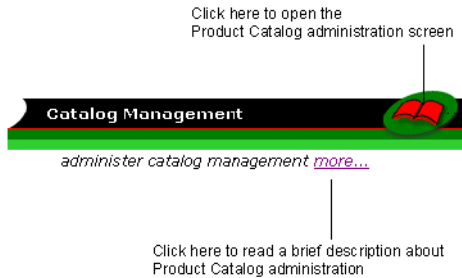 Click here to open the
Product Catalog administration screen
Catalog Management
administer catalog management more...
Click here to read a brief description about
Product Catalog administration